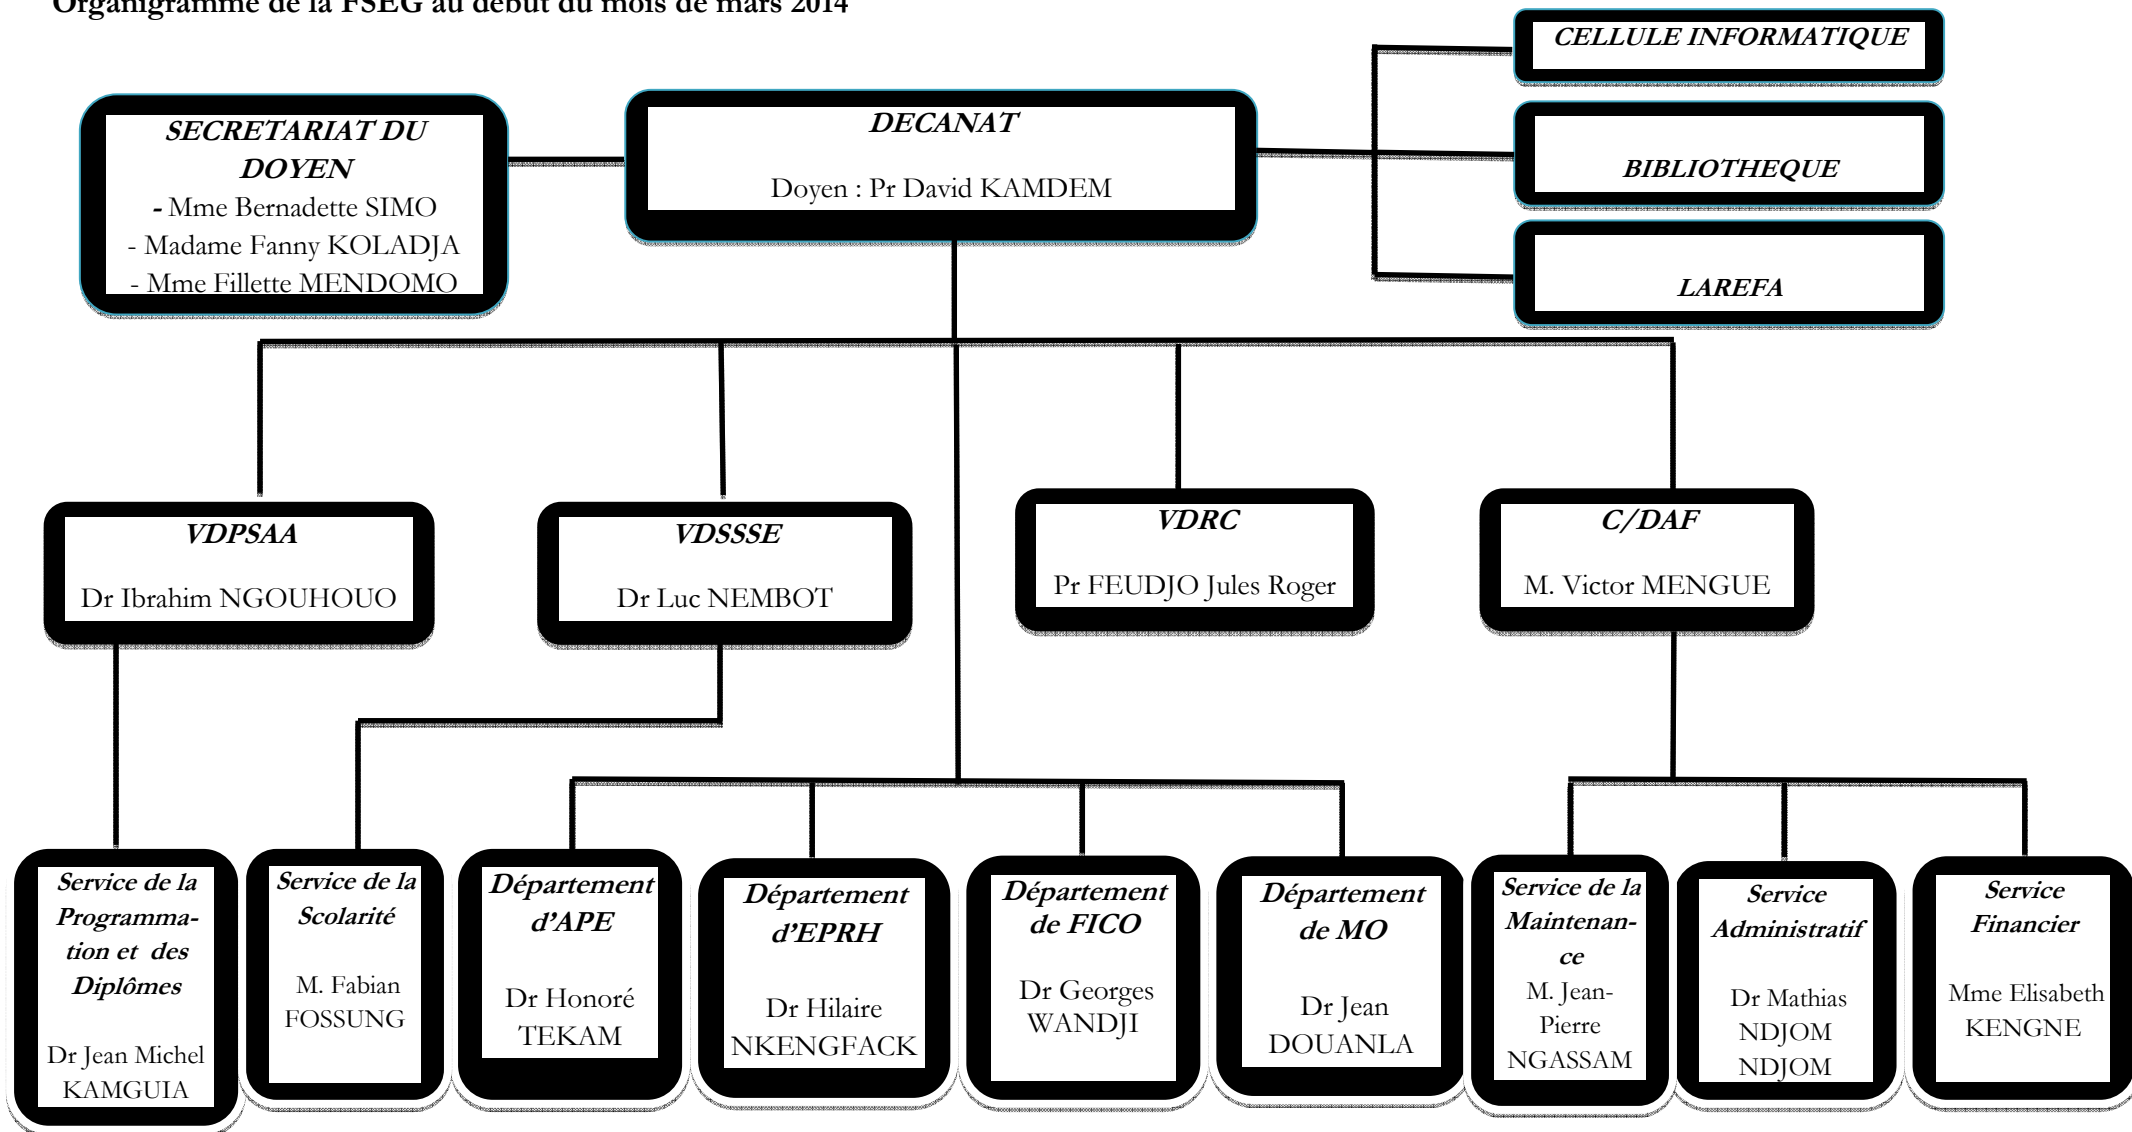 Organigramme de la FSEG au début du mois de mars 2014
CELLULE INFORMATIQUE
SECRETARIAT DU
DOYEN
- Mme Bernadette SIMO
- Madame Fanny KOLADJA
- Mme Fillette MENDOMO
DECANAT
Doyen : Pr David KAMDEM
BIBLIOTHEQUE
LAREFA
VDPSAA
Dr Ibrahim NGOUHOUO
VDSSSE
Dr Luc NEMBOT
VDRC
Pr FEUDJO Jules Roger
C/DAF
M. Victor MENGUE
Service de la
Programma-
tion et des
Diplômes
Dr Jean Michel
KAMGUIA
Service de la
Scolarité
M. Fabian
FOSSUNG
Département
d'APE
Dr Honoré
TEKAM
Département
d'EPRH
Dr Hilaire
NKENGFACK
Département
de FICO
Dr Georges
WANDJI
Département
de MO
Dr Jean
DOUANLA
Service de la
Maintenan-
ce
M. Jean-
Pierre
NGASSAM
Service
Administratif
Dr Mathias
NDJOM
NDJOM
Service
Financier
Mme Elisabeth
KENGNE